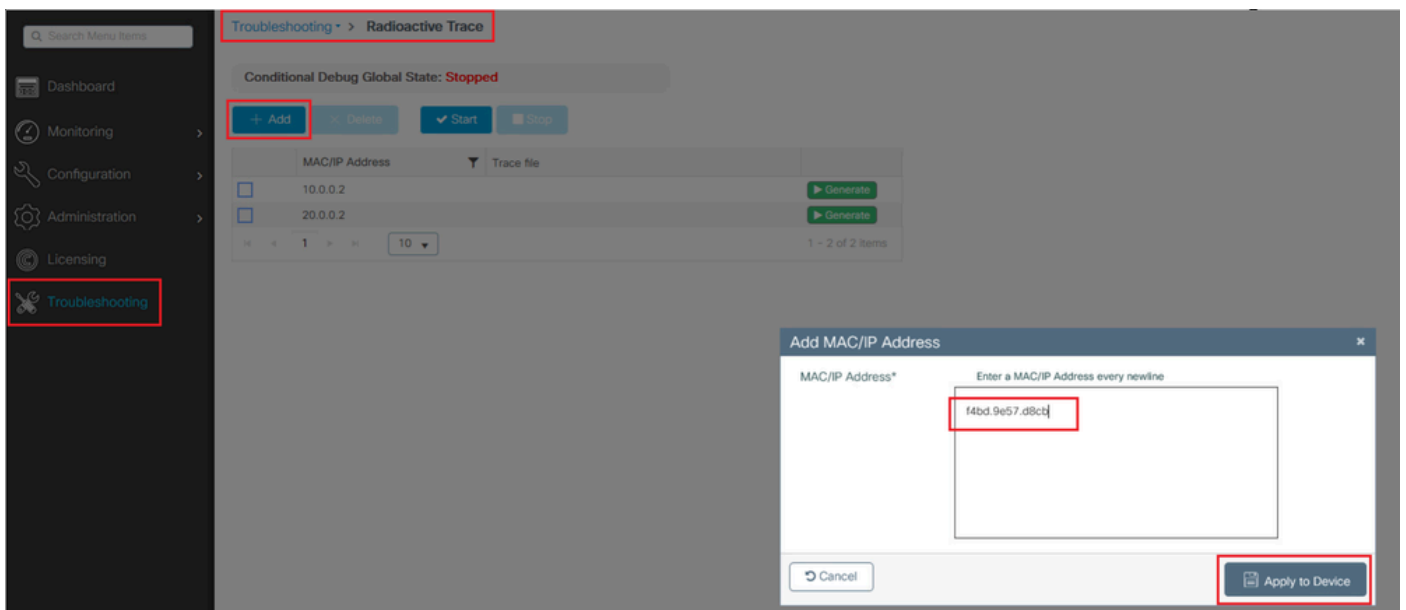 Search Menu Items
Dashboard
Monitoring
Configuration
Administration
Licensing
Troubleshooting
Troubleshooting > Radioactive Trace
Conditional Debug Global State: Stopped
+ Add × Delete ✔ Start Stop
MAC/IP Address Trace file
10.0.0.2 Generate
20.0.0.2 Generate
1 10 1 - 2 of 2 items
Add MAC/IP Address ×
MAC/IP Address* Enter a MAC/IP Address every newline
f4bd.9e57.d8cb
Cancel Apply to Device